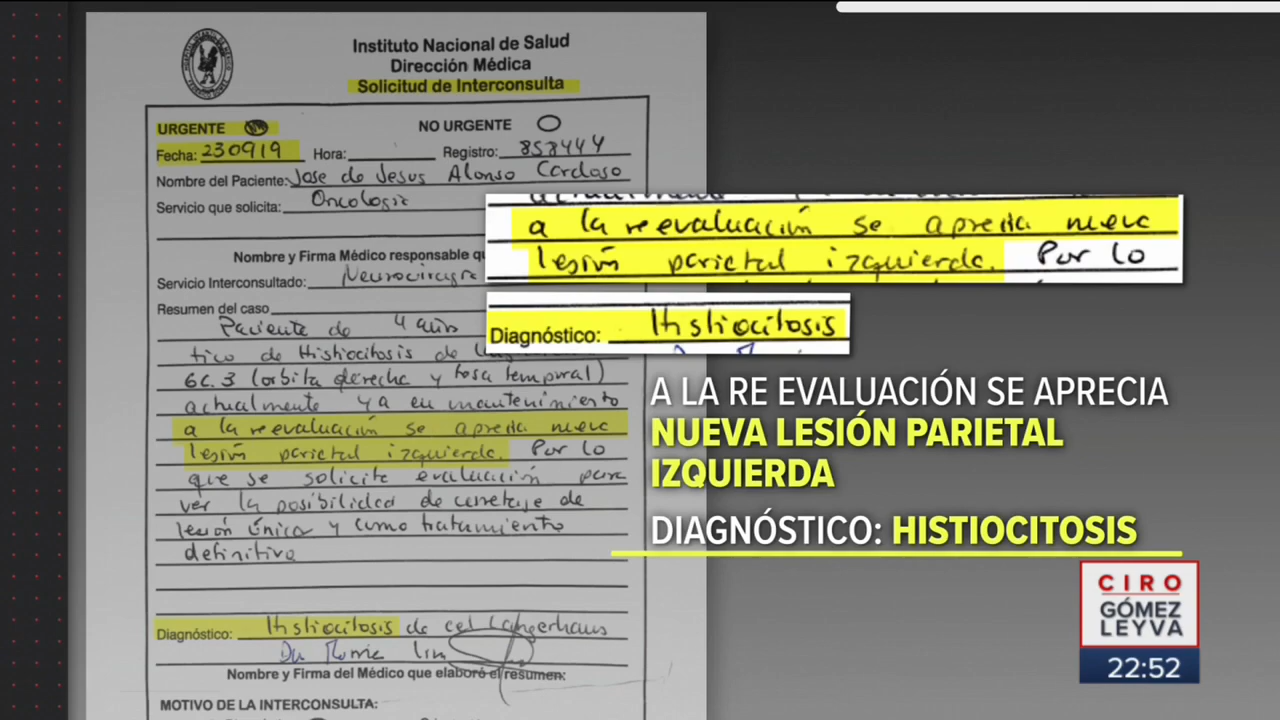 Instituto Nacional de Salud
Dirección Médica
Solicitud de Interconsulta
URGENTE NO URGENTE
Fecha: 230919 Hora: Registro: 858444
Nombre del Paciente: Jose de Jesus Alonso Cardoso
Servicio que solicita: Oncologia
Nombre y Firma Médico responsable qu
Servicio Interconsultado: Neurocirugia
Resumen del caso
Paciente de 4 años
tico de Histiocitosis de
(orbita derecha y fosa temporal)
actualmente ya en mantenimiento
a la reevaluación se aprecia nueva
lesión parietal izquierda. Por lo
que se solicita evaluación para
ver la posibilidad de curetaje de
lesión única y como tratamiento
definitivo
Diagnóstico: Histiocitosis de cel Langerhans
Nombre y Firma del Médico que elaboró el resumen:
MOTIVO DE LA INTERCONSULTA:
a la reevaluación se aprecia nueva
lesión parietal izquierda. Por lo
Diagnóstico: Histiocitosis
A LA RE EVALUACIÓN SE APRECIA
NUEVA LESIÓN PARIETAL
IZQUIERDA
DIAGNÓSTICO: HISTIOCITOSIS
CIRO
GÓMEZ
LEYVA
22:52